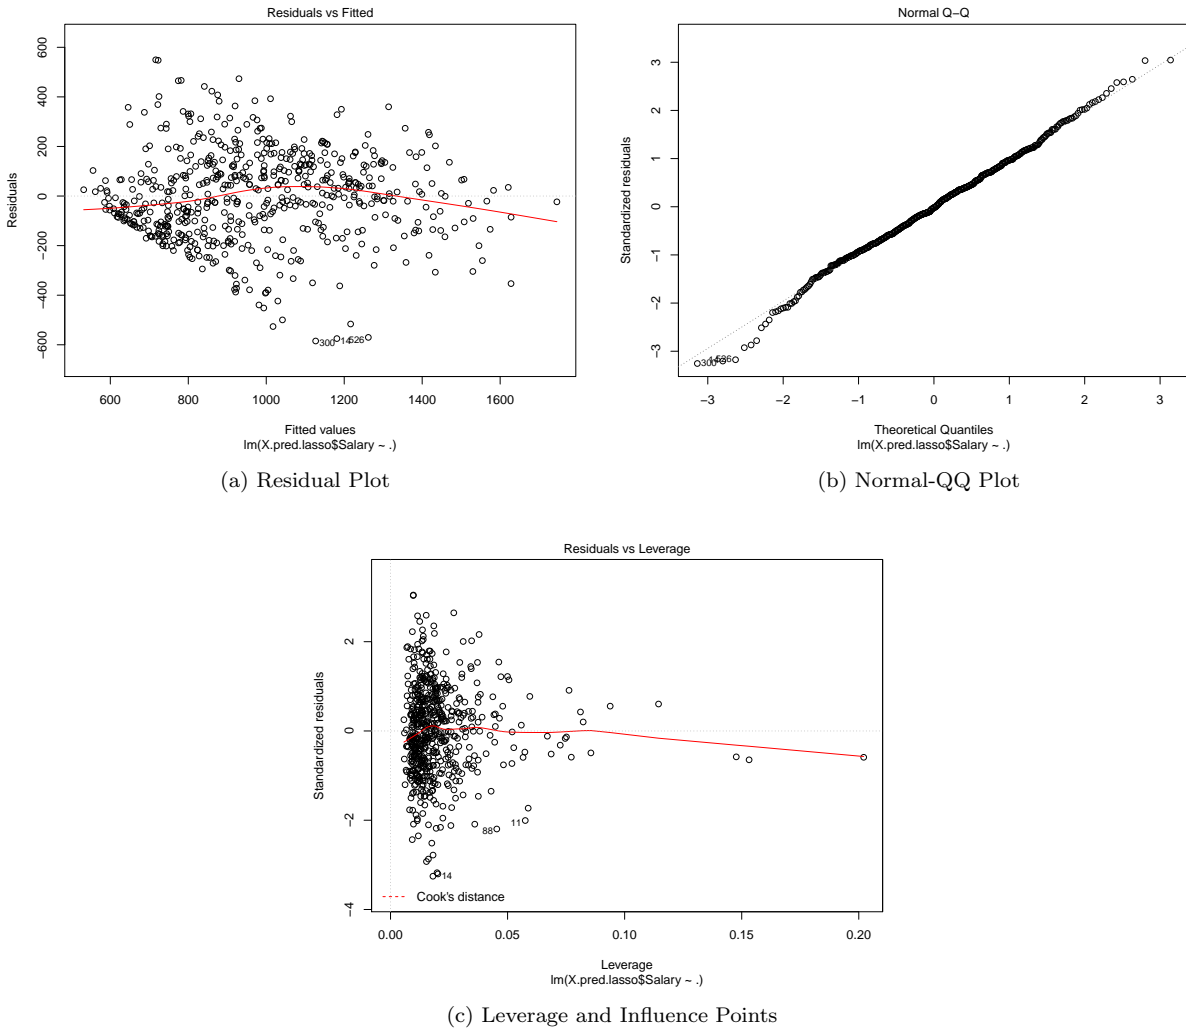 Residuals vs Fitted
Residuals
600
400
200
0
−200
−400
−600
300
14
526
600 800 1000 1200 1400 1600
Fitted values
lm(X.pred.lasso$Salary ~ .)
(a) Residual Plot
Normal Q−Q
Standardized residuals
3
2
1
0
−1
−2
−3
300
14
526
−3 −2 −1 0 1 2 3
Theoretical Quantiles
lm(X.pred.lasso$Salary ~ .)
(b) Normal-QQ Plot
Residuals vs Leverage
Standardized residuals
2
0
−2
−4
11
88
14
Cook's distance
0.00 0.05 0.10 0.15 0.20
Leverage
lm(X.pred.lasso$Salary ~ .)
(c) Leverage and Influence Points